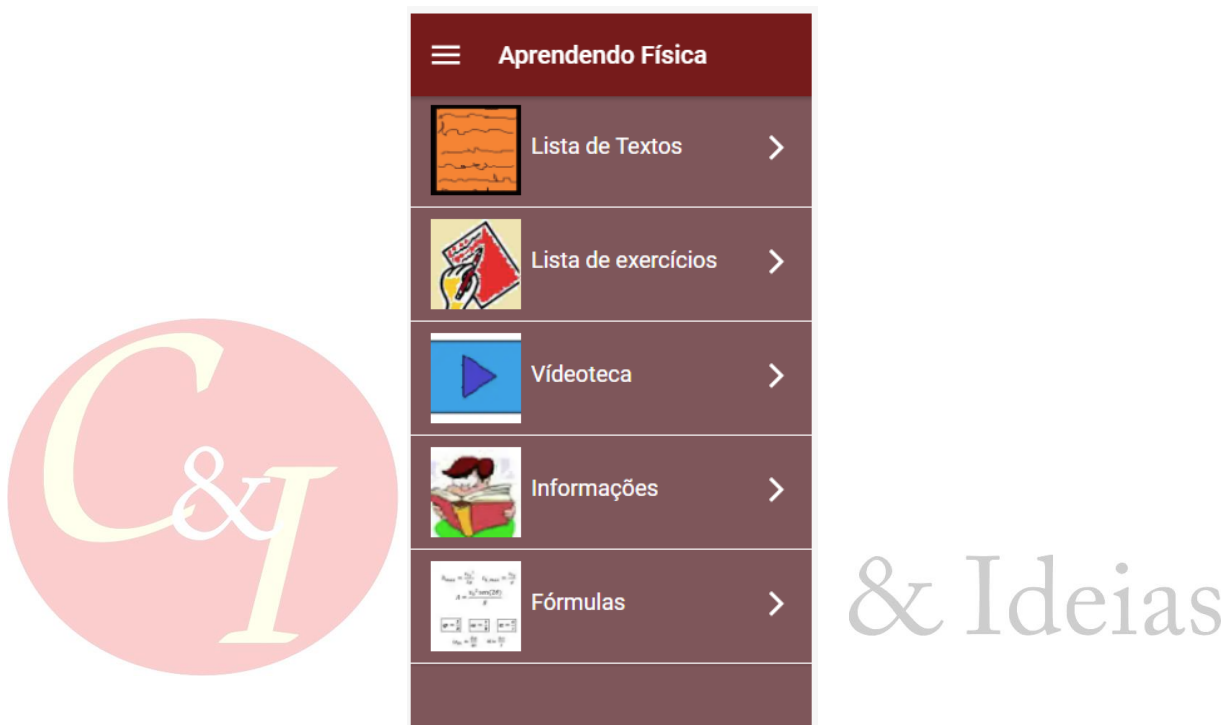 Aprendendo Física
Lista de Textos
Lista de exercícios
Vídeoteca
Informações
Fórmulas
C&I
& Ideias